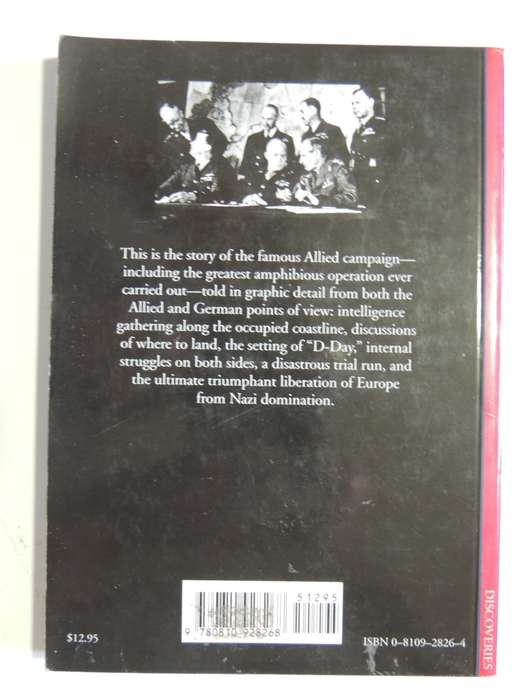 This is the story of the famous Allied campaign—
including the greatest amphibious operation ever
carried out—told in graphic detail from both the
Allied and German points of view: intelligence
gathering along the occupied coastline, discussions
of where to land, the setting of “D-Day,” internal
struggles on both sides, a disastrous trial run, and
the ultimate triumphant liberation of Europe
from Nazi domination.
51295
9 780810 928268
$12.95
ISBN 0-8109-2826-4
DISCOVERIES